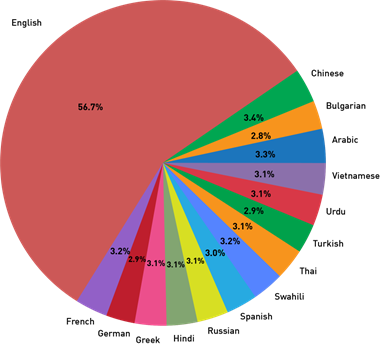 English
56.7%
Chinese
3.4%
Bulgarian
2.8%
Arabic
3.3%
Vietnamese
3.1%
Urdu
3.1%
Turkish
2.9%
Thai
3.1%
Swahili
3.2%
Spanish
3.0%
Russian
3.1%
Hindi
3.1%
Greek
3.1%
German
2.9%
French
3.2%